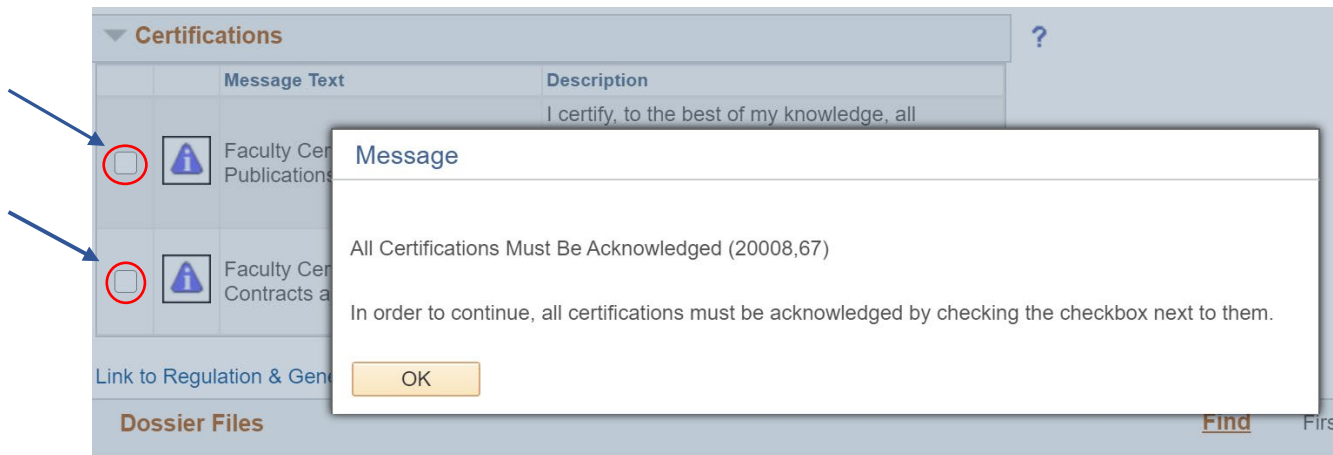 Certifications
?
Message Text
Description
I certify, to the best of my knowledge, all
Faculty Cer
Publications
Message
All Certifications Must Be Acknowledged (20008,67)
Faculty Cer
Contracts a
In order to continue, all certifications must be acknowledged by checking the checkbox next to them.
Link to Regulation & Gene
OK
Dossier Files
Find
Firs